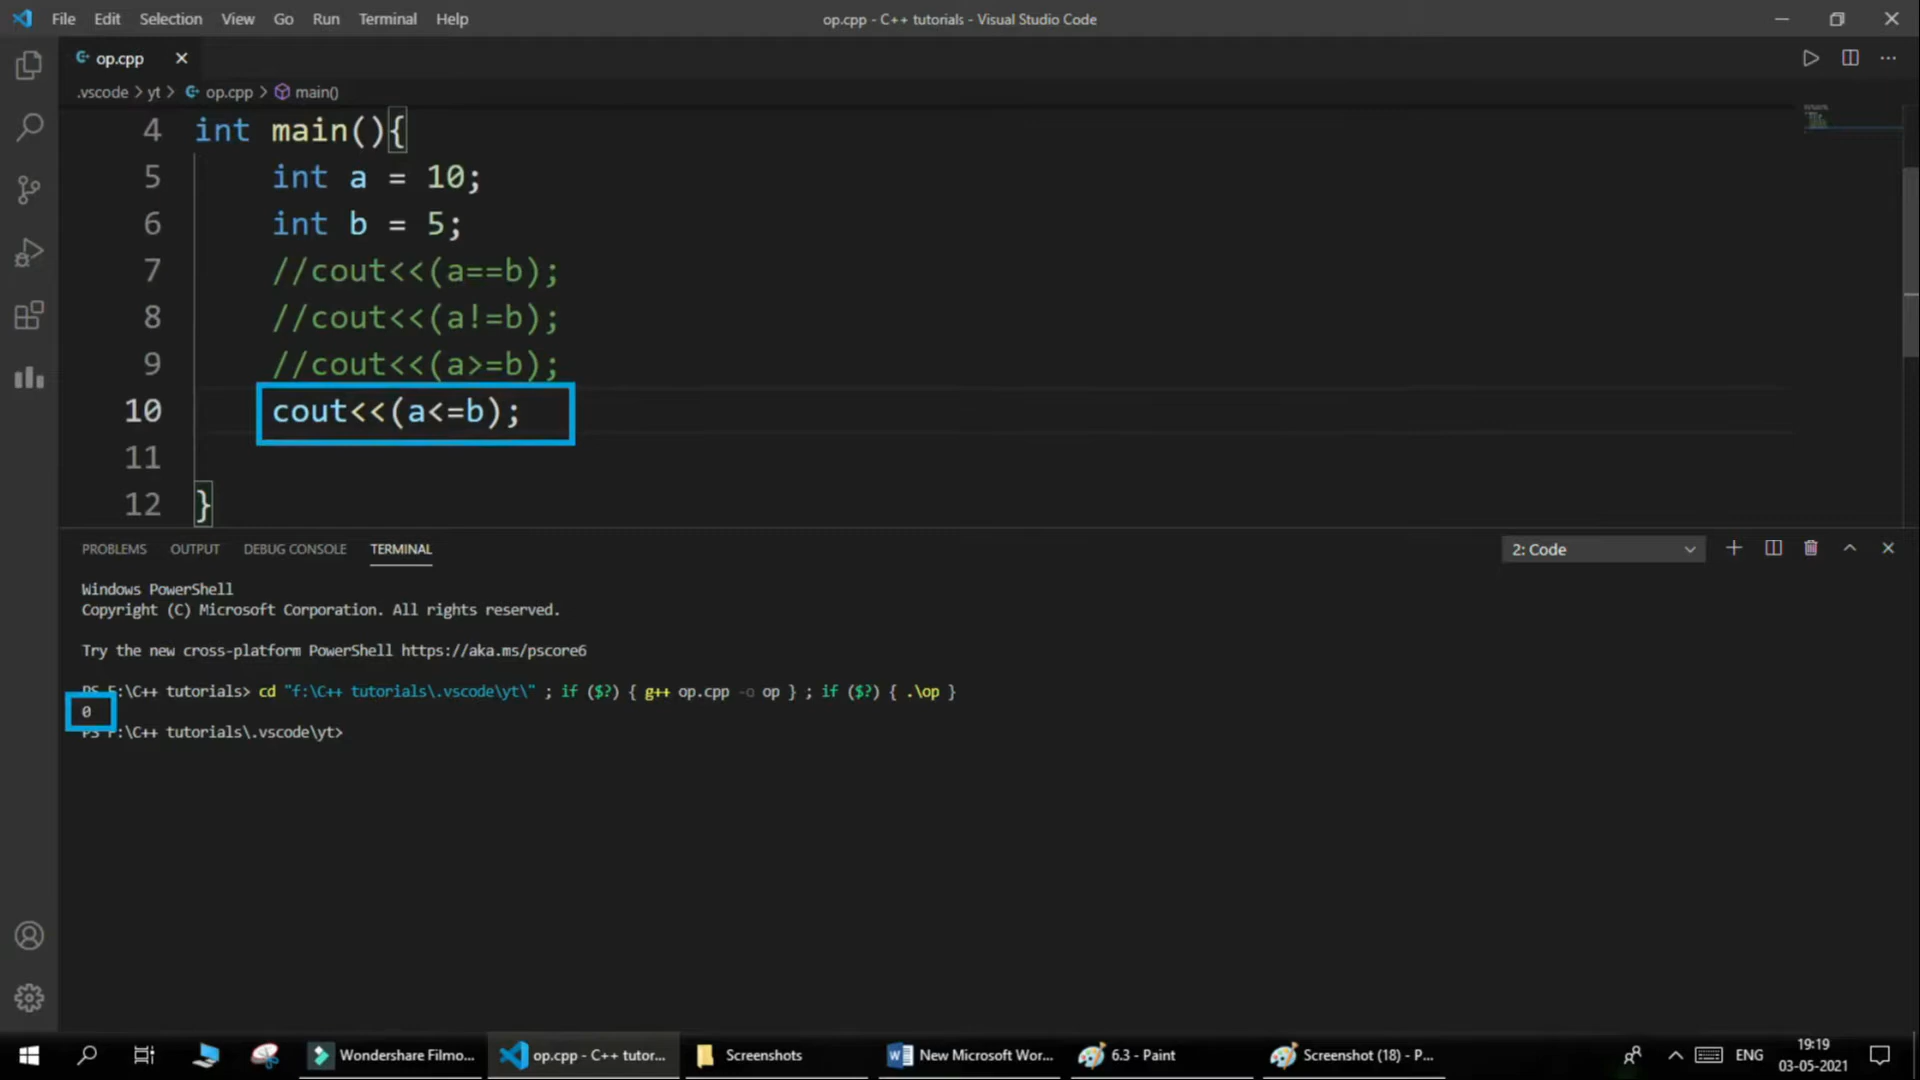 File Edit Selection View Go Run Terminal Help
op.cpp - C++ tutorials - Visual Studio Code
op.cpp
.vscode > yt > op.cpp > main()
4 int main(){
5 int a = 10;
6 int b = 5;
7 //cout<<(a==b);
8 //cout<<(a!=b);
9 //cout<<(a>=b);
10 cout<<(a<=b);
11
12 }
PROBLEMS OUTPUT DEBUG CONSOLE TERMINAL
2: Code
Windows PowerShell
Copyright (C) Microsoft Corporation. All rights reserved.
Try the new cross-platform PowerShell https://aka.ms/pscore6
PS F:\C++ tutorials> cd "f:\C++ tutorials\.vscode\yt\" ; if ($?) { g++ op.cpp -o op } ; if ($?) { .\op }
0
PS F:\C++ tutorials\.vscode\yt>
Wondershare Filmo... op.cpp - C++ tutor... Screenshots New Microsoft Wor... 6.3 - Paint Screenshot (18) - P... ENG
19:19
03-05-2021